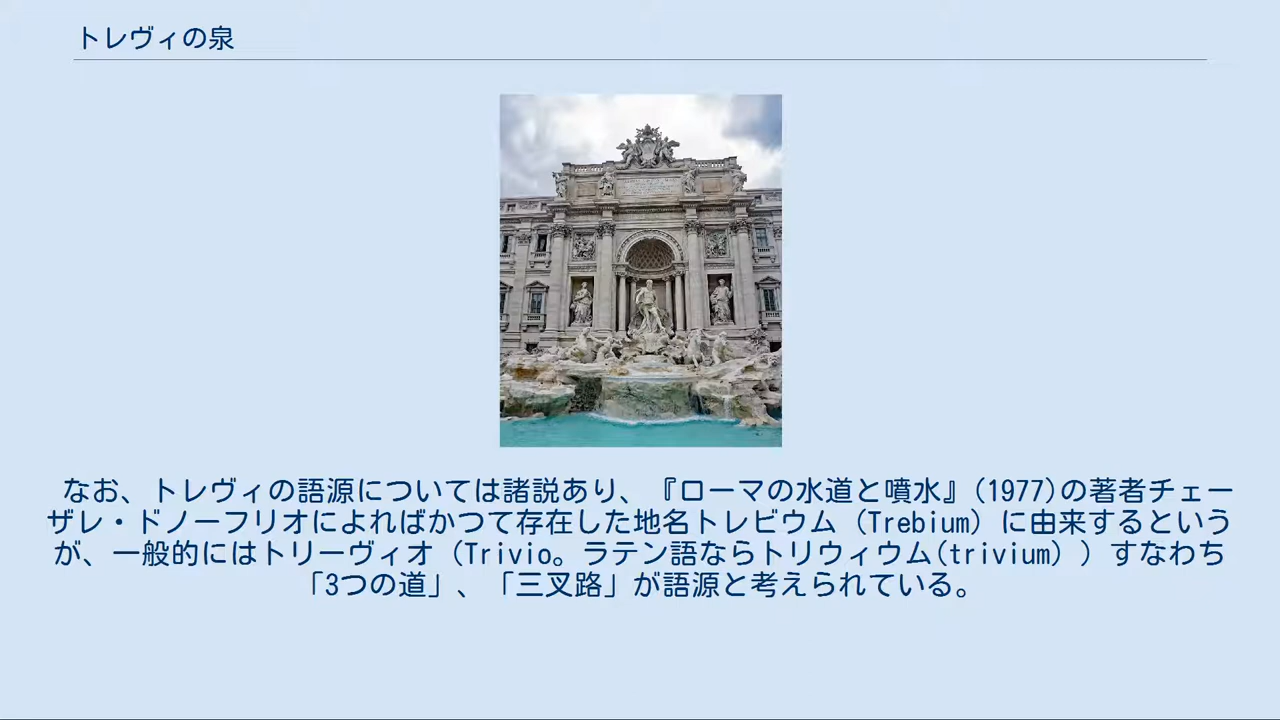 トレヴィの泉
なお、トレヴィの語源については諸説あり、『ローマの水道と噴水』(1977)の著者チェー
ザレ・ドノーフリオによればかつて存在した地名トレビウム（Trebium）に由来するという
が、一般的にはトリーヴィオ（Trivio。ラテン語ならトリウィウム(trivium)）すなわち
「3つの道」、「三叉路」が語源と考えられている。